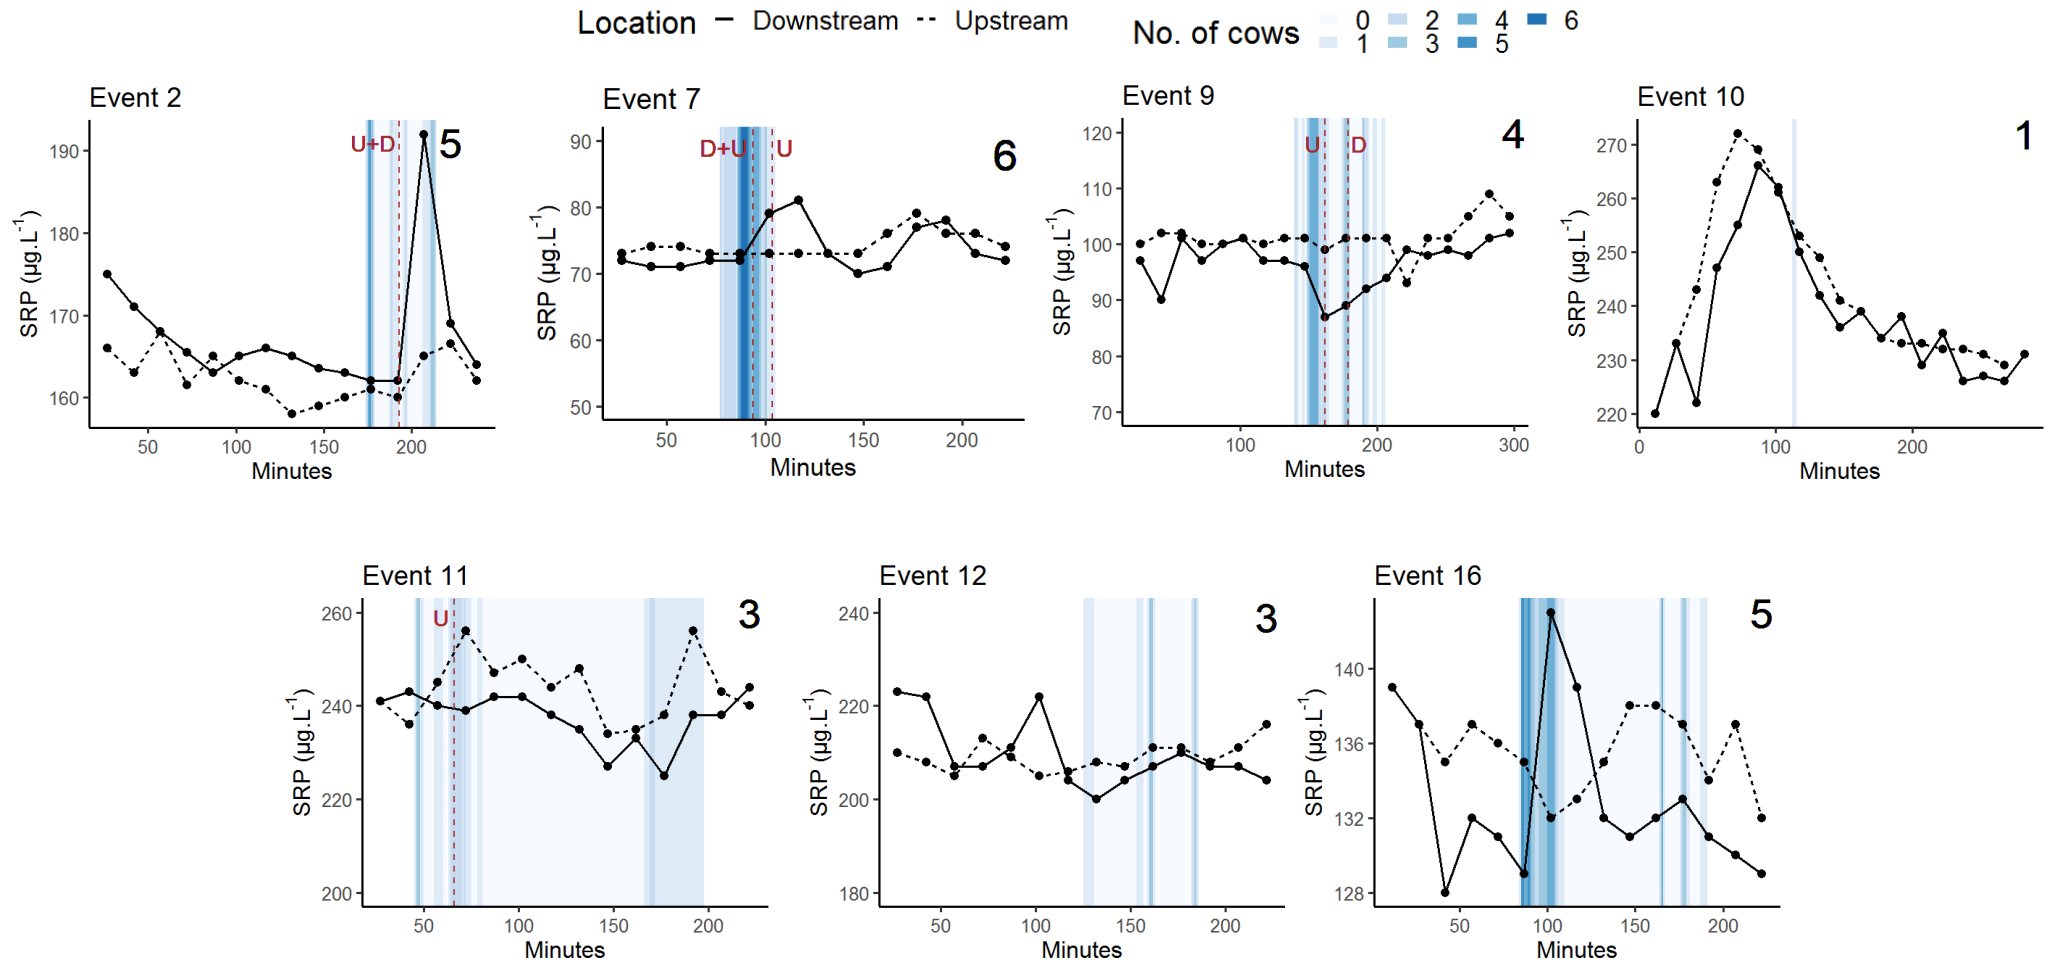 Location Downstream Upstream
No. of cows 0 2 4 6
1 3 5
Event 2
U+D
5
190
180
170
160
SRP (µg.L⁻¹)
50 100 150 200
Minutes
Event 7
D+U U
6
90
80
70
60
50
SRP (µg.L⁻¹)
50 100 150 200
Minutes
Event 9
U D
4
120
110
100
90
80
70
SRP (µg.L⁻¹)
100 200 300
Minutes
Event 10
1
270
260
250
240
230
220
SRP (µg.L⁻¹)
0 100 200
Minutes
Event 11
U
3
260
240
220
200
SRP (µg.L⁻¹)
50 100 150 200
Minutes
Event 12
3
240
220
200
180
SRP (µg.L⁻¹)
50 100 150 200
Minutes
Event 16
5
140
136
132
128
SRP (µg.L⁻¹)
50 100 150 200
Minutes